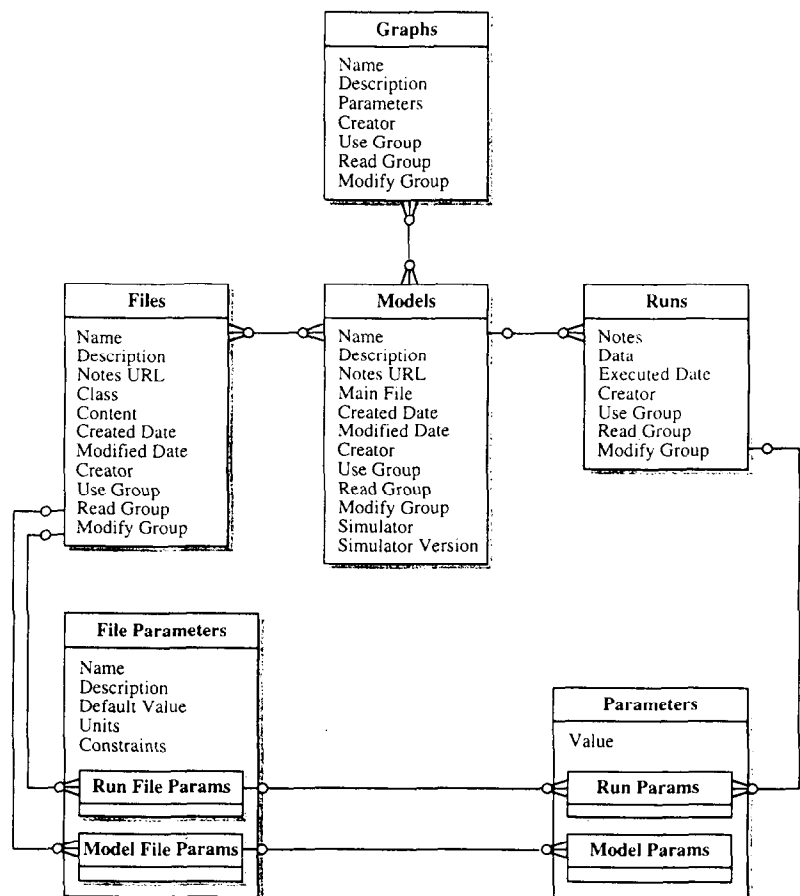 Graphs
Name
Description
Parameters
Creator
Use Group
Read Group
Modify Group
Files
Name
Description
Notes URL
Class
Content
Created Date
Modified Date
Creator
Use Group
Read Group
Modify Group
Models
Name
Description
Notes URL
Main File
Created Date
Modified Date
Creator
Use Group
Read Group
Modify Group
Simulator
Simulator Version
Runs
Notes
Data
Executed Date
Creator
Use Group
Read Group
Modify Group
File Parameters
Name
Description
Default Value
Units
Constraints
Run File Params
Model File Params
Parameters
Value
Run Params
Model Params